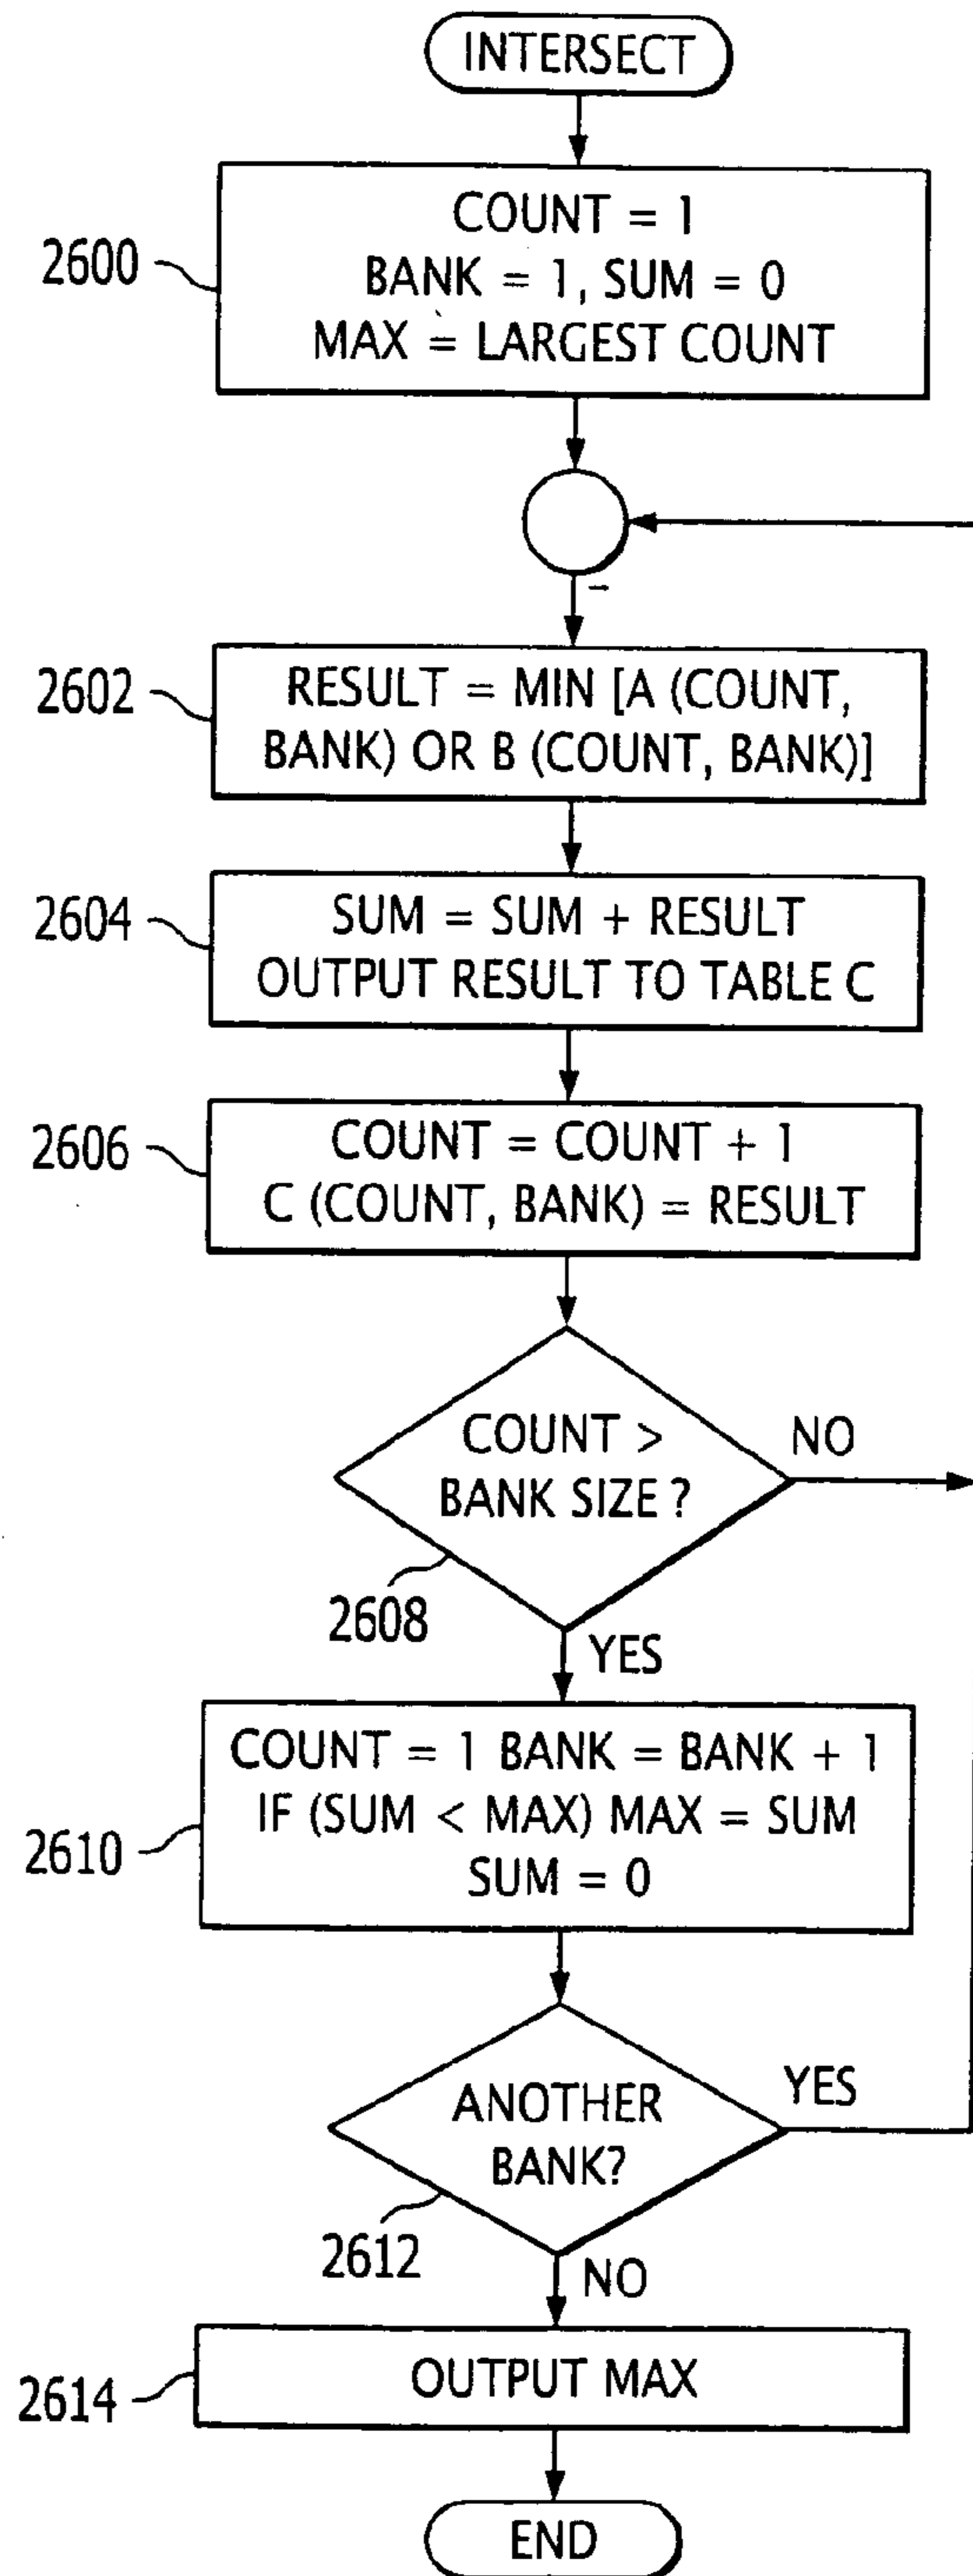 INTERSECT
2600
COUNT = 1
BANK = 1, SUM = 0
MAX = LARGEST COUNT
2602
RESULT = MIN [A (COUNT,
BANK) OR B (COUNT, BANK)]
2604
SUM = SUM + RESULT
OUTPUT RESULT TO TABLE C
2606
COUNT = COUNT + 1
C (COUNT, BANK) = RESULT
COUNT >
BANK SIZE ?
NO
2608
YES
2610
COUNT = 1 BANK = BANK + 1
IF (SUM < MAX) MAX = SUM
SUM = 0
ANOTHER
BANK?
YES
2612
NO
2614
OUTPUT MAX
END